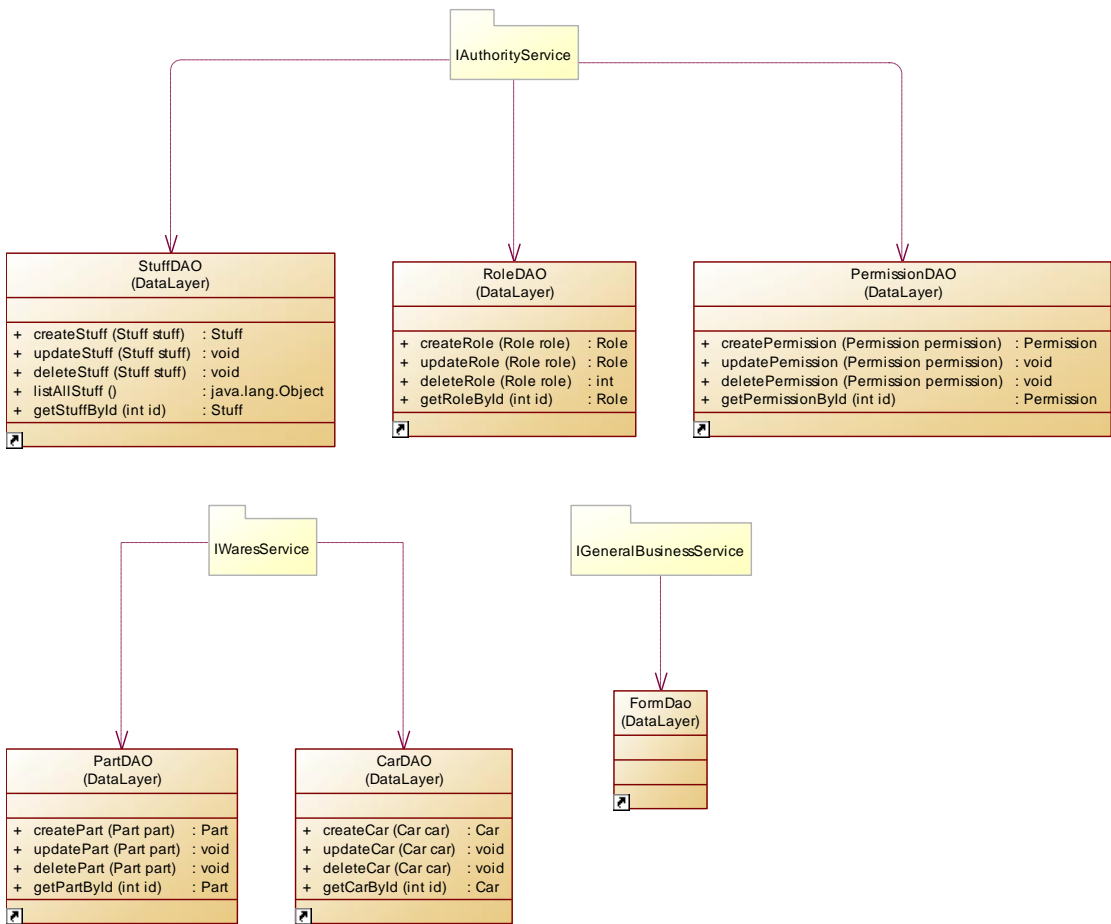 IAuthorityService
StuffDAO
(DataLayer)
+ createStuff (Stuff stuff) : Stuff
+ updateStuff (Stuff stuff) : void
+ deleteStuff (Stuff stuff) : void
+ listAllStuff () : java.lang.Object
+ getStuffById (int id) : Stuff
RoleDAO
(DataLayer)
+ createRole (Role role) : Role
+ updateRole (Role role) : Role
+ deleteRole (Role role) : int
+ getRoleById (int id) : Role
PermissionDAO
(DataLayer)
+ createPermission (Permission permission) : Permission
+ updatePemission (Permission permission) : void
+ deletePermission (Permission permission) : void
+ getPermissionById (int id) : Permission
IWaresService
IGeneralBusinessService
PartDAO
(DataLayer)
+ createPart (Part part) : Part
+ updatePart (Part part) : void
+ deletePart (Part part) : void
+ getPartById (int id) : Part
CarDAO
(DataLayer)
+ createCar (Car car) : Car
+ updateCar (Car car) : void
+ deleteCar (Car car) : void
+ getCarById (int id) : Car
FormDao
(DataLayer)